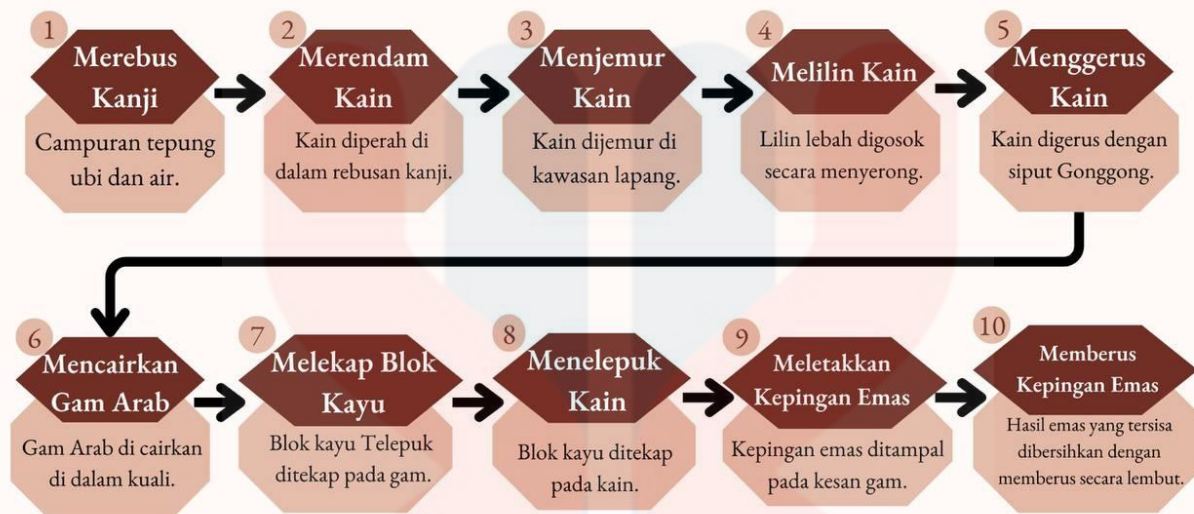 1
Merebus
Kanji
Campuran tepung
ubi dan air.
2
Merendam
Kain
Kain diperah di
dalam rebusan kanji.
3
Menjemur
Kain
Kain dijemur di
kawasan lapang.
4
Melilin Kain
Lilin lebah digosok
secara menyerong.
5
Menggerus
Kain
Kain digerus dengan
siput Gonggong.
6
Mencairkan
Gam Arab
Gam Arab di cairkan
di dalam kuali.
7
Melekap Blok
Kayu
Blok kayu Telepuk
ditekap pada gam.
8
Menelepuk
Kain
Blok kayu ditekap
pada kain.
9
Meletakkan
Kepingan Emas
Kepingan emas ditampal
pada kesan gam.
10
Memberus
Kepingan Emas
Hasil emas yang tersisa
dibersihkan dengan
memberus secara lembut.